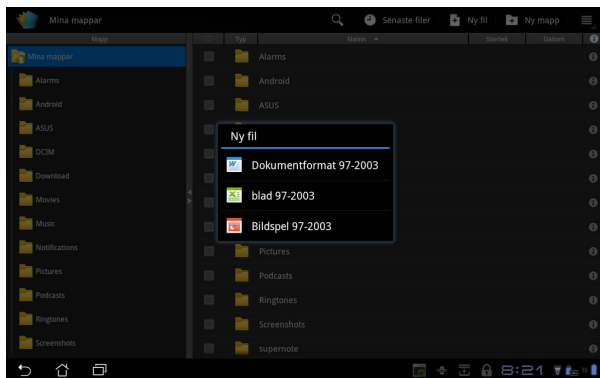 Mina mappar
Senaste filer
Ny fil
Ny mapp
Mapp
Typ
Namn
Storlek
Datum
Mina mappar
Alarms
Android
ASUS
DCIM
Download
Movies
Music
Notifications
Pictures
Podcasts
Ringtones
Screenshots
Alarms
Android
ASUS
Ny fil
Dokumentformat 97-2003
blad 97-2003
Bildspel 97-2003
Pictures
Podcasts
Ringtones
Screenshots
supernote
8:21